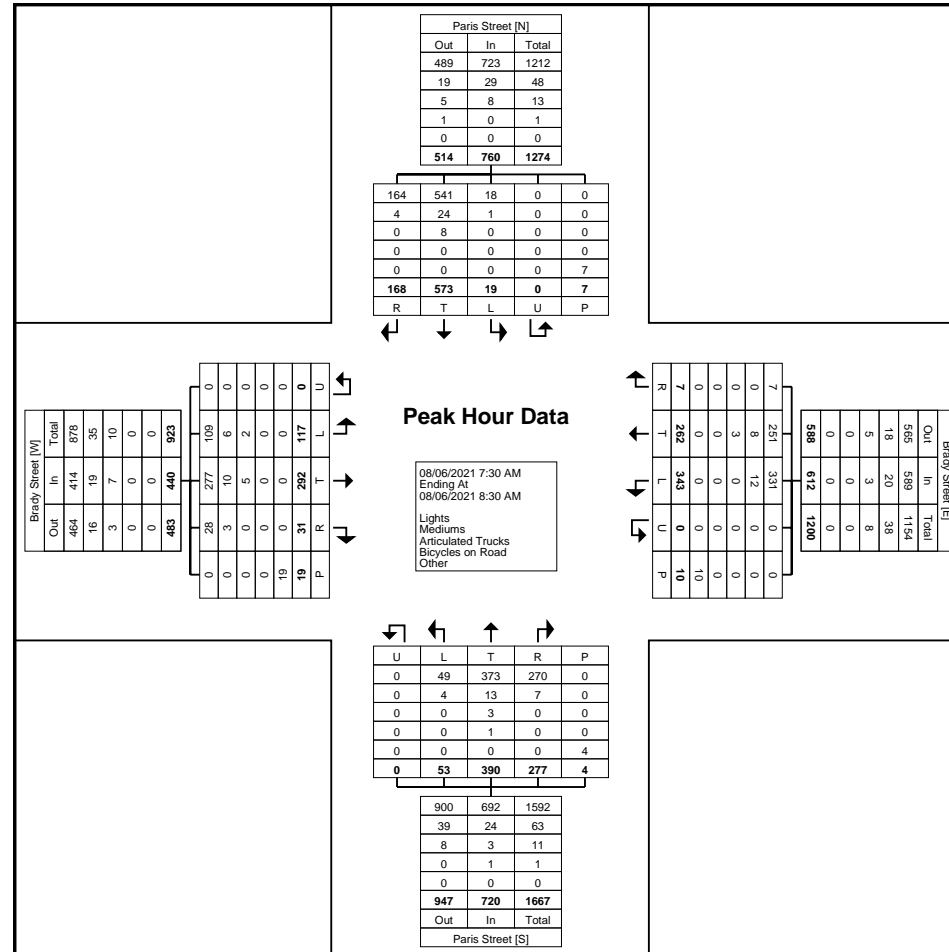 Paris Street [N]
Out In Total
489 723 1212
19 29 48
5 8 13
1 0 1
0 0 0
514 760 1274
164 541 18 0 0
4 24 1 0 0
0 8 0 0 0
0 0 0 0 0
0 0 0 0 7
168 573 19 0 7
R T L U P
Brady Street [W]
Total 878 35 10 0 0 923
In 414 19 7 0 0 440
Out 464 16 3 0 0 483
0 0 0 0 0 0 U
109 6 2 0 0 117 L
277 10 5 0 0 292 T
28 3 0 0 0 31 R
0 0 0 0 19 19 P
Peak Hour Data
08/06/2021 7:30 AM
Ending At
08/06/2021 8:30 AM
Lights
Mediums
Articulated Trucks
Bicycles on Road
Other
R 7 0 0 0 0 7
T 262 0 0 3 8 251
L 343 0 0 0 12 331
U 0 0 0 0 0 0
P 10 10 0 0 0 0
588 0 0 5 18 565 Out
612 0 0 3 20 589 In
1200 0 0 8 38 1154 Total
Brady Street [E]
U L T R P
0 49 373 270 0
0 4 13 7 0
0 0 3 0 0
0 0 1 0 0
0 0 0 0 4
0 53 390 277 4
900 692 1592
39 24 63
8 3 11
0 1 1
0 0 0
947 720 1667
Out In Total
Paris Street [S]